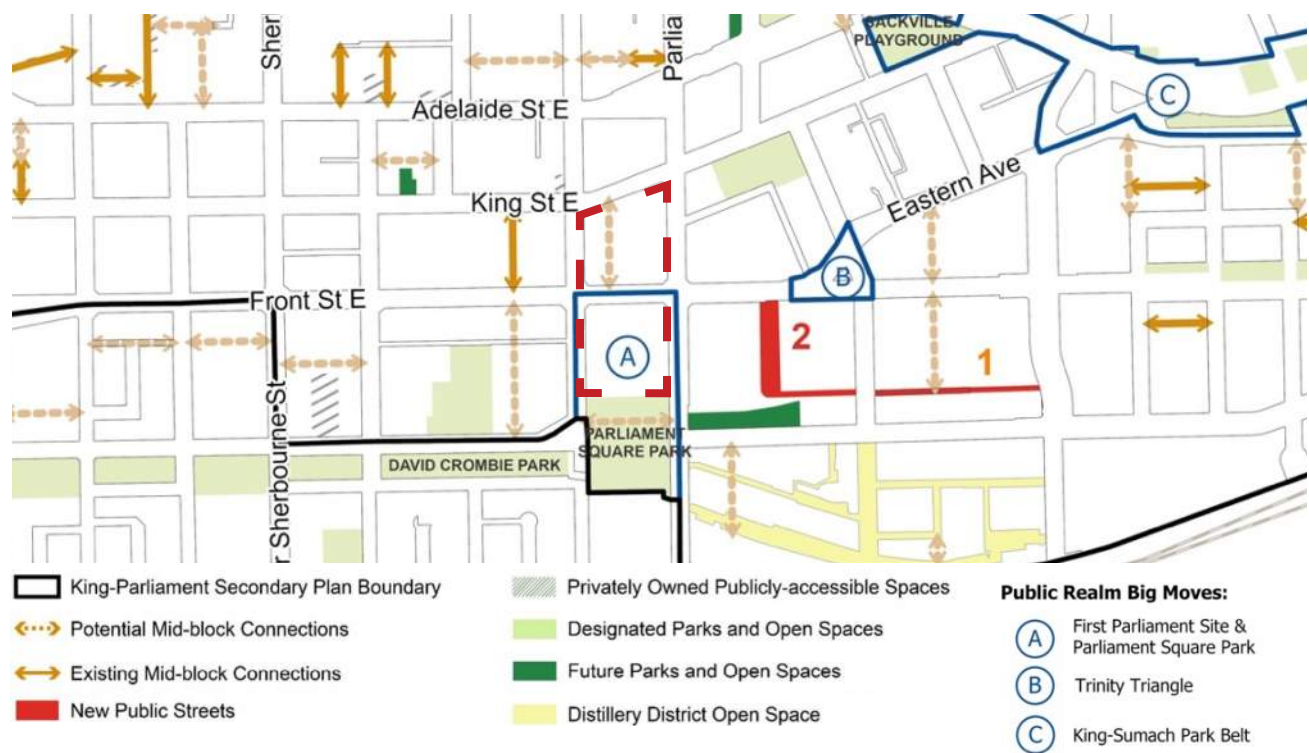 SACKVILLE
PLAYGROUND
Sher
Parlia
C
Adelaide St E
King St E
Eastern Ave
B
Front St E
2
A
1
PARLIAMENT
SQUARE PARK
DAVID CROMBIE PARK
r Sherbourne St
King-Parliament Secondary Plan Boundary
Potential Mid-block Connections
Existing Mid-block Connections
New Public Streets
Privately Owned Publicly-accessible Spaces
Designated Parks and Open Spaces
Future Parks and Open Spaces
Distillery District Open Space
Public Realm Big Moves:
A
First Parliament Site &
Parliament Square Park
B
Trinity Triangle
C
King-Sumach Park Belt